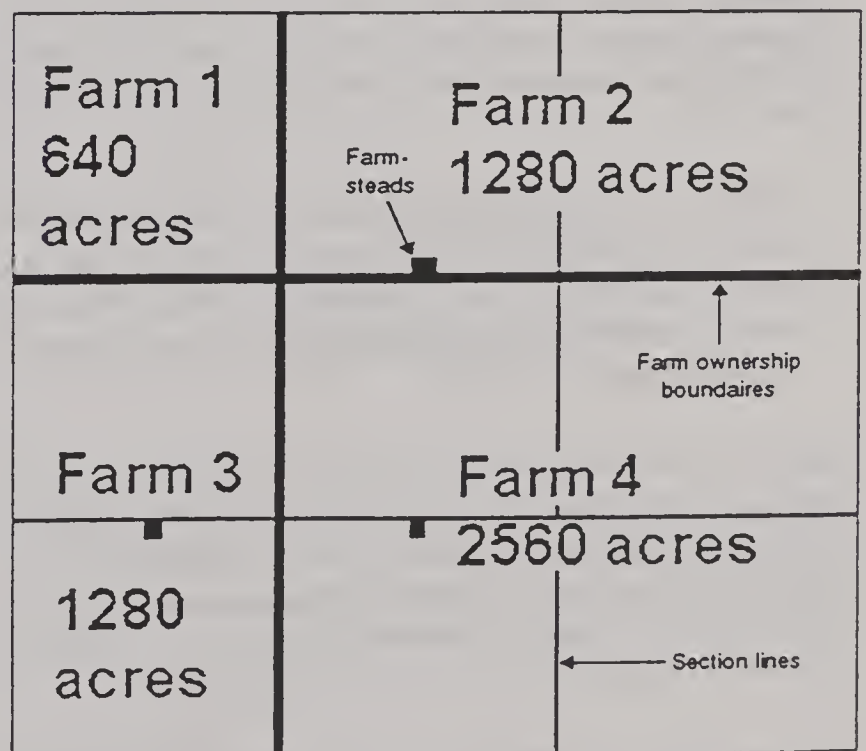 Farm 1
640
acres
Farm 2
1280 acres
Farm-
steads
Farm ownership
boundaires
Farm 3
1280
acres
Farm 4
2560 acres
Section lines